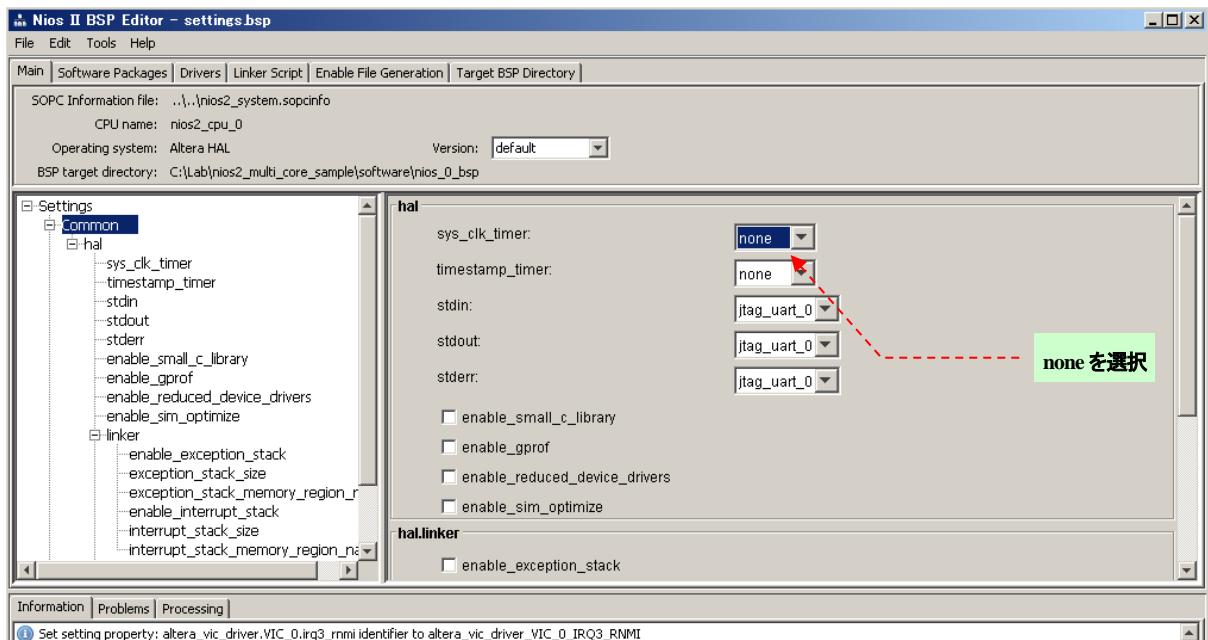 Nios II BSP Editor - settings.bsp
File Edit Tools Help
Main Software Packages Drivers Linker Script Enable File Generation Target BSP Directory
SOPC Information file: ..\..\nios2_system.sopcinfo
CPU name: nios2_cpu_0
Operating system: Altera HAL Version: default
BSP target directory: C:\Lab\nios2_multi_core_sample\software\nios_0_bsp
Settings
Common
hal
sys_clk_timer
timestamp_timer
stdin
stdout
stderr
enable_small_c_library
enable_gprof
enable_reduced_device_drivers
enable_sim_optimize
linker
enable_exception_stack
exception_stack_size
exception_stack_memory_region_r
enable_interrupt_stack
interrupt_stack_size
interrupt_stack_memory_region_na
hal
sys_clk_timer: none
timestamp_timer: none
stdin: jtag_uart_0
stdout: jtag_uart_0
stderr: jtag_uart_0
enable_small_c_library
enable_gprof
enable_reduced_device_drivers
enable_sim_optimize
hal.linker
enable_exception_stack
none を選択
Information Problems Processing
Set setting property: altera_vic_driver.VIC_0.irq3_rnmi identifier to altera_vic_driver_VIC_0_IRQ3_RNMI